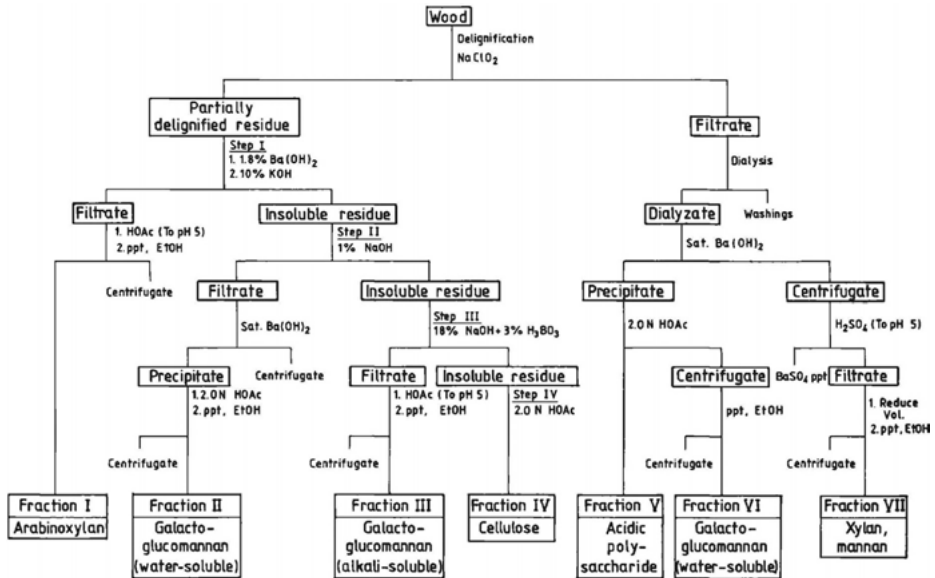 Wood
Delignification
NaClO₂
Partially
delignified residue
Filtrate
Step I
1. 1.8% Ba(OH)₂
2. 10% KOH
Dialysis
Filtrate
Insoluble residue
Dialyzate
Washings
1. HOAc (To pH 5)
2. ppt, EtOH
Step II
1% NaOH
Sat. Ba(OH)₂
Centrifugate
Filtrate
Insoluble residue
Precipitate
Centrifugate
Sat. Ba(OH)₂
Step III
18% NaOH + 3% H₃BO₃
2.0 N HOAc
H₂SO₄ (To pH 5)
Precipitate
Centrifugate
Filtrate
Insoluble residue
Centrifugate
BaSO₄ ppt
Filtrate
1. 2.0N HOAc
2. ppt, EtOH
1. HOAc (To pH 5)
2. ppt, EtOH
Step IV
2.0 N HOAc
ppt, EtOH
1. Reduce
Vol.
2. ppt, EtOH
Centrifugate
Centrifugate
Centrifugate
Centrifugate
Fraction I
Arabinoxylan
Fraction II
Galacto-
glucomannan
(water-soluble)
Fraction III
Galacto-
glucomannan
(alkali-soluble)
Fraction IV
Cellulose
Fraction V
Acidic
poly-
saccharide
Fraction VI
Galacto-
glucomannan
(water-soluble)
Fraction VII
Xylan,
mannan